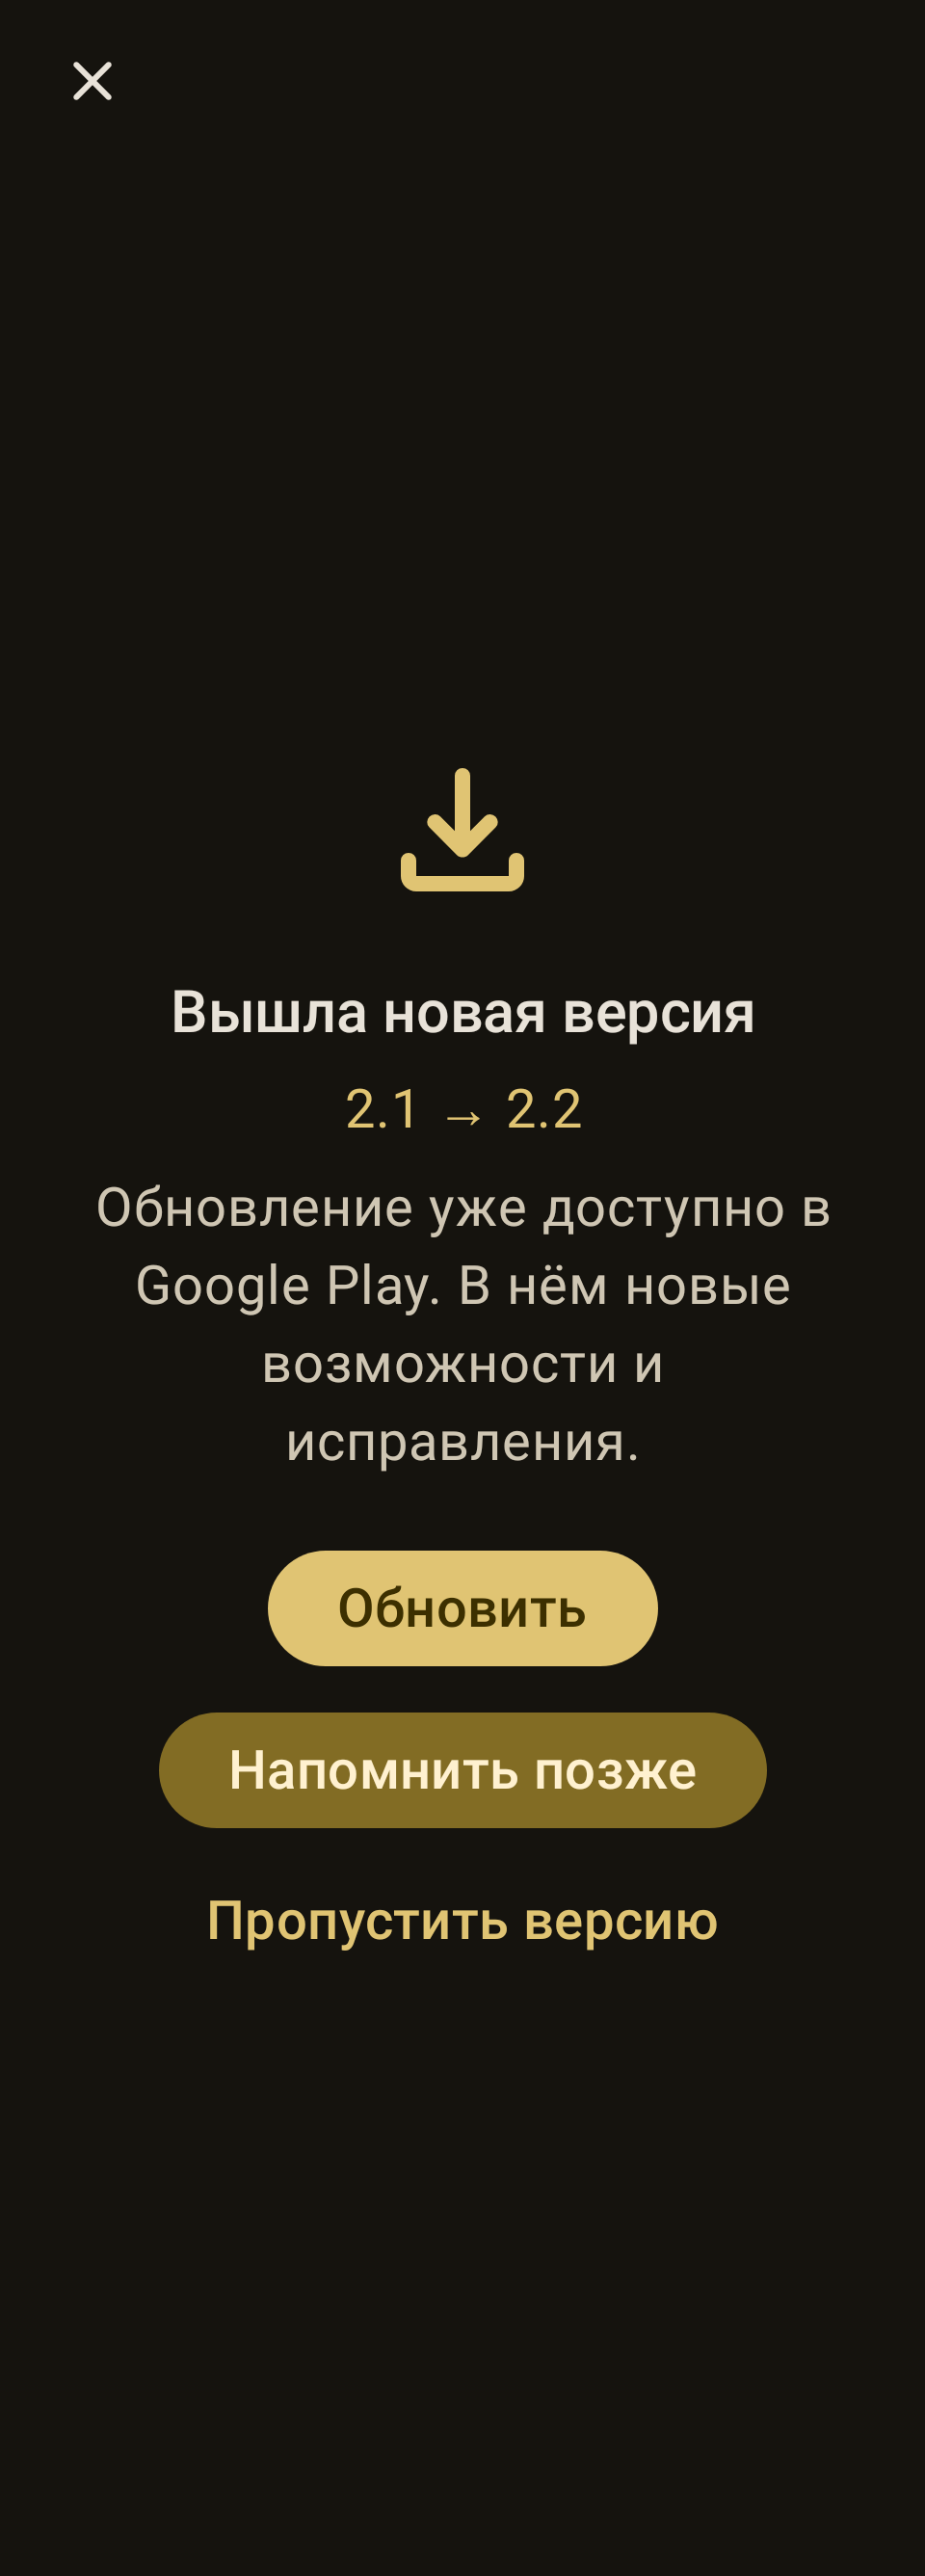 Вышла новая версия
2.1 → 2.2
Обновление уже доступно в
Google Play. В нём новые
возможности и
исправления.
Обновить
Напомнить позже
Пропустить версию